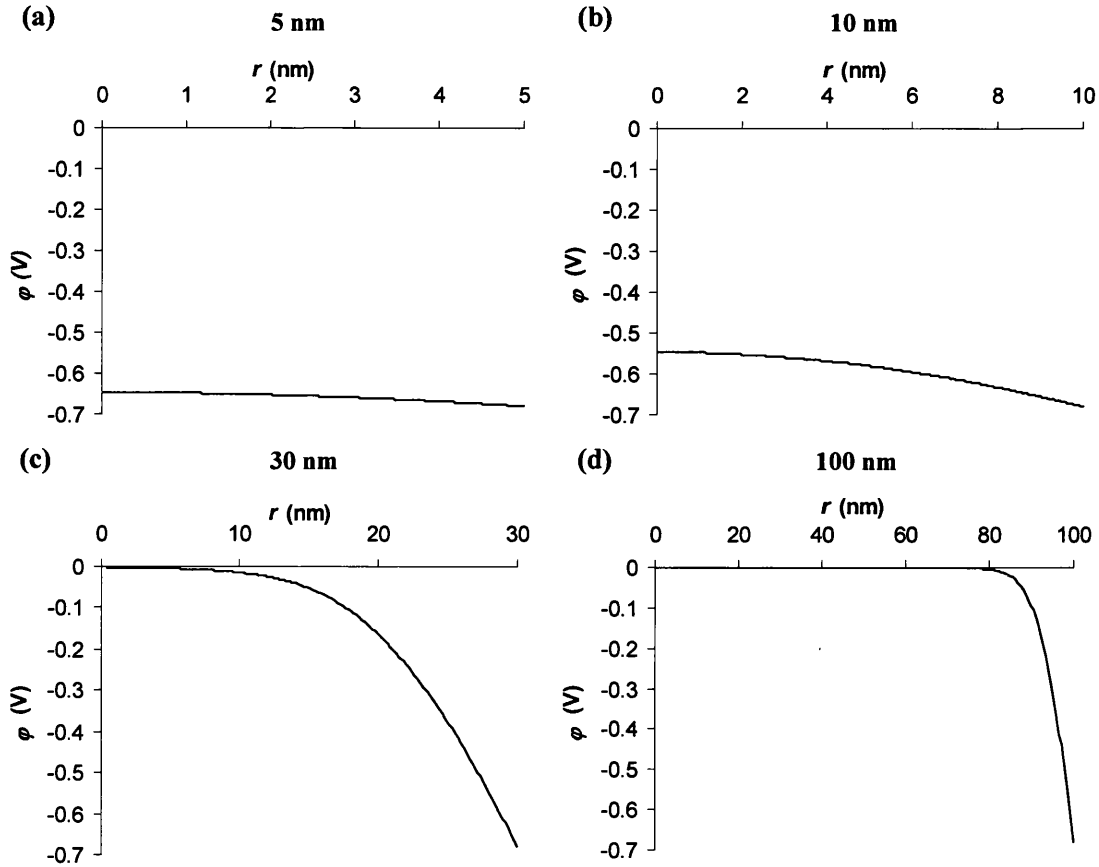 (a)
5 nm
r (nm)
0 1 2 3 4 5
0
-0.1
-0.2
-0.3
-0.4
-0.5
-0.6
-0.7
φ (V)
(b)
10 nm
r (nm)
0 2 4 6 8 10
0
-0.1
-0.2
-0.3
-0.4
-0.5
-0.6
-0.7
φ (V)
(c)
30 nm
r (nm)
0 10 20 30
0
-0.1
-0.2
-0.3
-0.4
-0.5
-0.6
-0.7
φ (V)
(d)
100 nm
r (nm)
0 20 40 60 80 100
0
-0.1
-0.2
-0.3
-0.4
-0.5
-0.6
-0.7
φ (V)